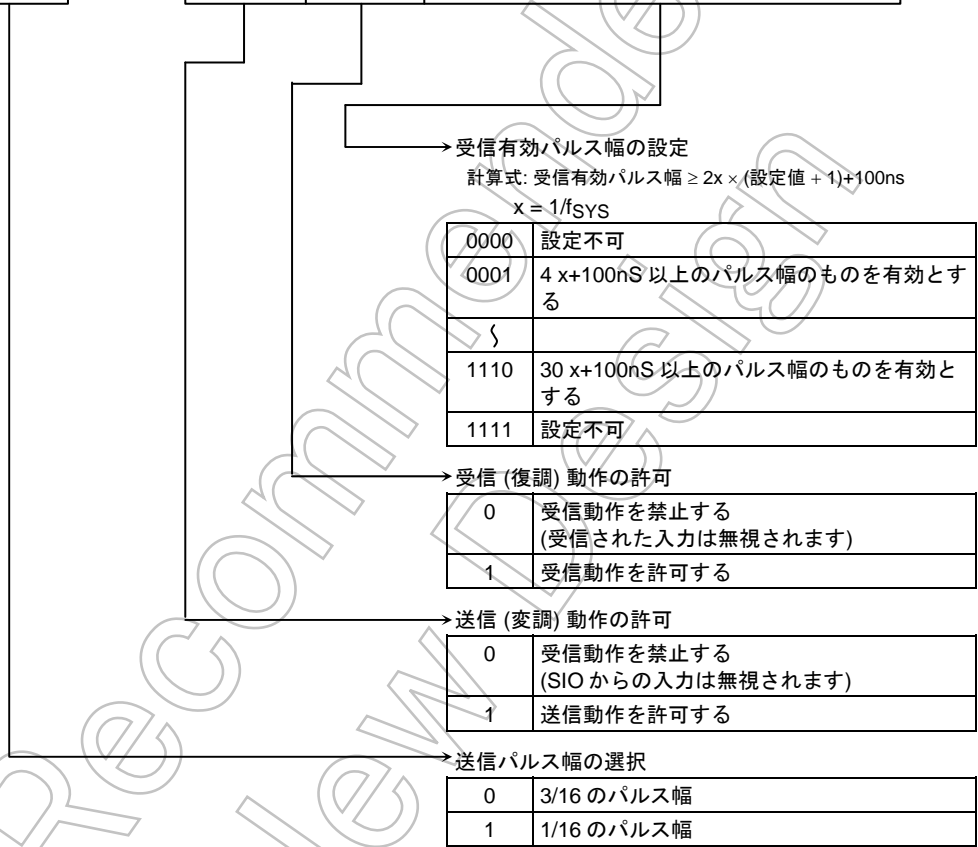 受信有効パルス幅の設定
計算式: 受信有効パルス幅 ≥ 2x × (設定値 + 1)+100ns
x = 1/fSYS
0000 設定不可
0001 4 x+100nS 以上のパルス幅のものを有効とす
る
〜
1110 30 x+100nS 以上のパルス幅のものを有効と
する
1111 設定不可
受信 (復調) 動作の許可
0 受信動作を禁止する
(受信された入力は無視されます)
1 受信動作を許可する
送信 (変調) 動作の許可
0 受信動作を禁止する
(SIO からの入力は無視されます)
1 送信動作を許可する
送信パルス幅の選択
0 3/16 のパルス幅
1 1/16 のパルス幅
Recommende
ew Design